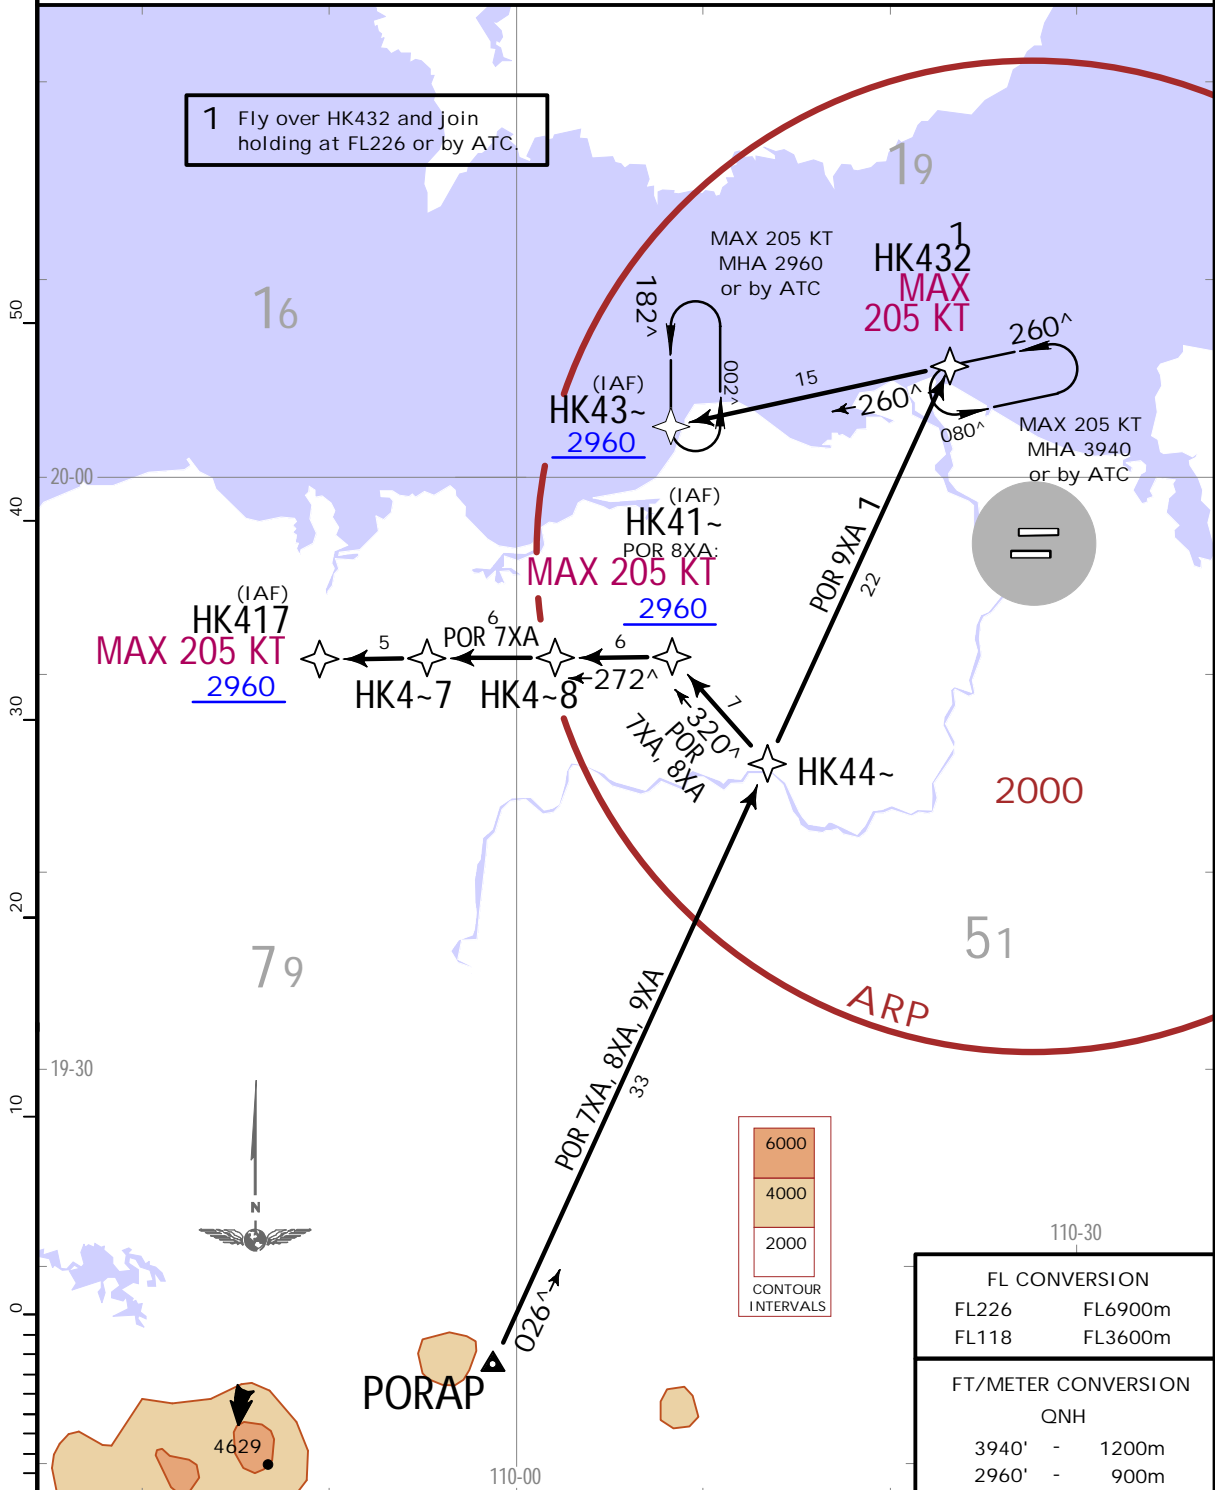 1 Fly over HK432 and join
holding at FL226 or by ATC.
19
16
MAX 205 KT
MHA 2960
or by ATC
1
HK432
MAX
205 KT
182^
002^
260^
15
260^
080^
(IAF)
HK43~
2960
MAX 205 KT
MHA 3940
or by ATC
50
20-00
40
(IAF)
HK41~
POR 8XA:
MAX 205 KT
2960
POR 9XA 1
22
(IAF)
HK417
MAX 205 KT
2960
5
POR 7XA
6
6
272^
HK4~7
HK4~8
7
320^
POR
7XA, 8XA
HK44~
30
2000
20
51
79
ARP
POR 7XA, 8XA, 9XA
33
19-30
10
N
6000
4000
2000
CONTOUR
INTERVALS
110-30
0
026^
PORAP
4629
110-00
FL CONVERSION
FL226 FL6900m
FL118 FL3600m
FT/METER CONVERSION
QNH
3940' - 1200m
2960' - 900m